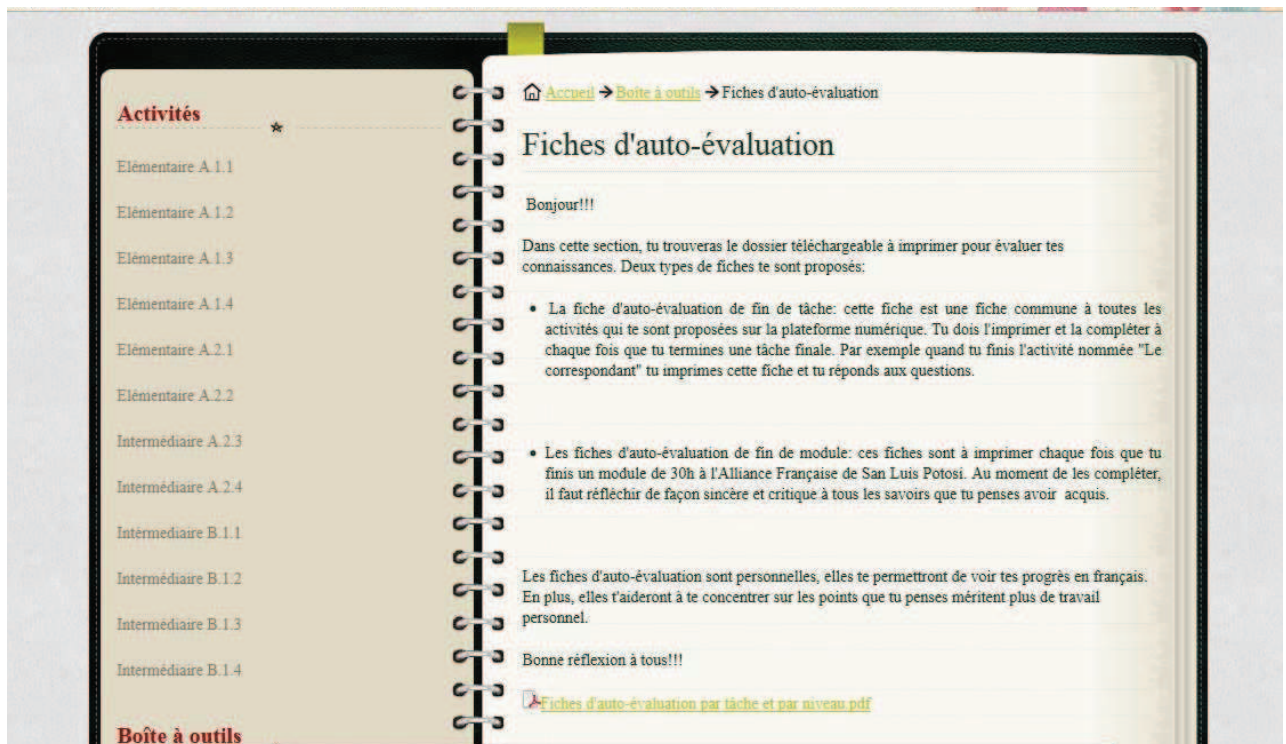 Activités
Elémentaire A.1.1
Elémentaire A.1.2
Elémentaire A.1.3
Elémentaire A.1.4
Elémentaire A.2.1
Elémentaire A.2.2
Intermédiaire A.2.3
Intermédiaire A.2.4
Intérmediaire B.1.1
Intermédiaire B.1.2
Intermédiaire B.1.3
Intermédiaire B.1.4
Boîte à outils
Accueil → Boîte à outils → Fiches d'auto-évaluation
Fiches d'auto-évaluation
Bonjour!!!
Dans cette section, tu trouveras le dossier téléchargeable à imprimer pour évaluer tes
connaissances. Deux types de fiches te sont proposés:
• La fiche d'auto-évaluation de fin de tâche: cette fiche est une fiche commune à toutes les
activités qui te sont proposées sur la plateforme numérique. Tu dois l'imprimer et la compléter à
chaque fois que tu termines une tâche finale. Par exemple quand tu finis l'activité nommée "Le
correspondant" tu imprimes cette fiche et tu réponds aux questions.
• Les fiches d'auto-évaluation de fin de module: ces fiches sont à imprimer chaque fois que tu
finis un module de 30h à l'Alliance Française de San Luis Potosi. Au moment de les compléter,
il faut réfléchir de façon sincère et critique à tous les savoirs que tu penses avoir acquis.
Les fiches d'auto-évaluation sont personnelles, elles te permettront de voir tes progrès en français.
En plus, elles t'aideront à te concentrer sur les points que tu penses méritent plus de travail
personnel.
Bonne réflexion à tous!!!
Fiches d'auto-évaluation par tâche et par niveau.pdf